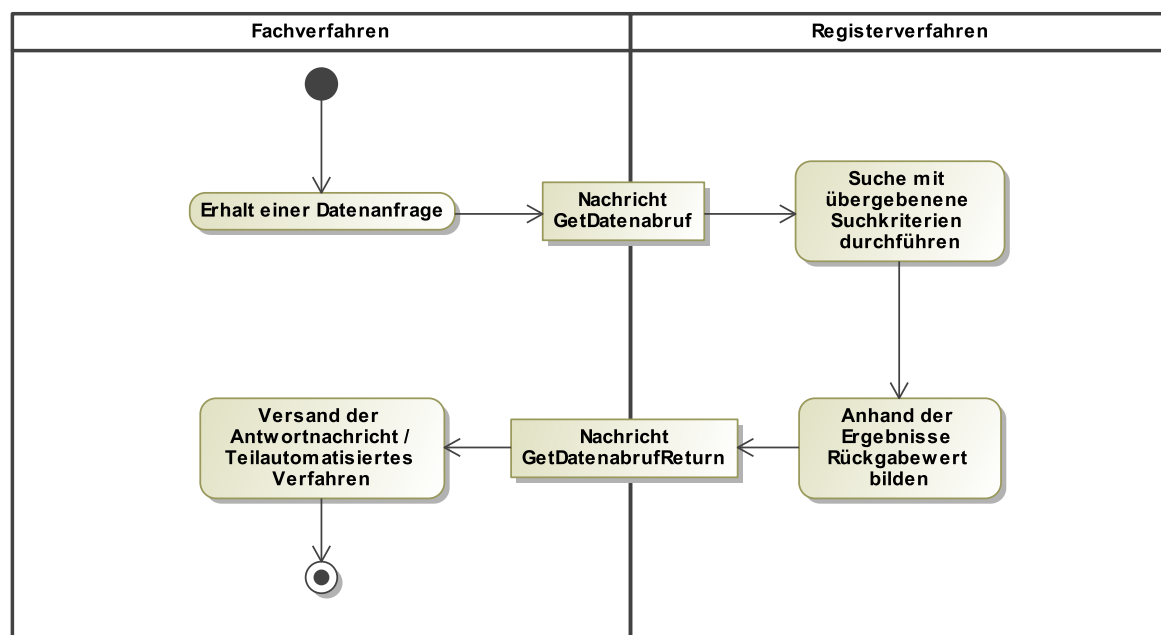 Fachverfahren
Registerverfahren
Erhalt einer Datenanfrage
Nachricht
GetDatenabruf
Suche mit
übergebenene
Suchkriterien
durchführen
Versand der
Antwortnachricht /
Teilautomatisiertes
Verfahren
Nachricht
GetDatenabrufReturn
Anhand der
Ergebnisse
Rückgabewert
bilden